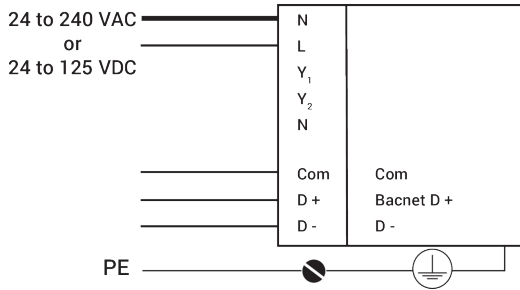 24 to 240 VAC
or
24 to 125 VDC
N
L
Y1
Y2
N
Com Com
D + Bacnet D +
D - D -
PE